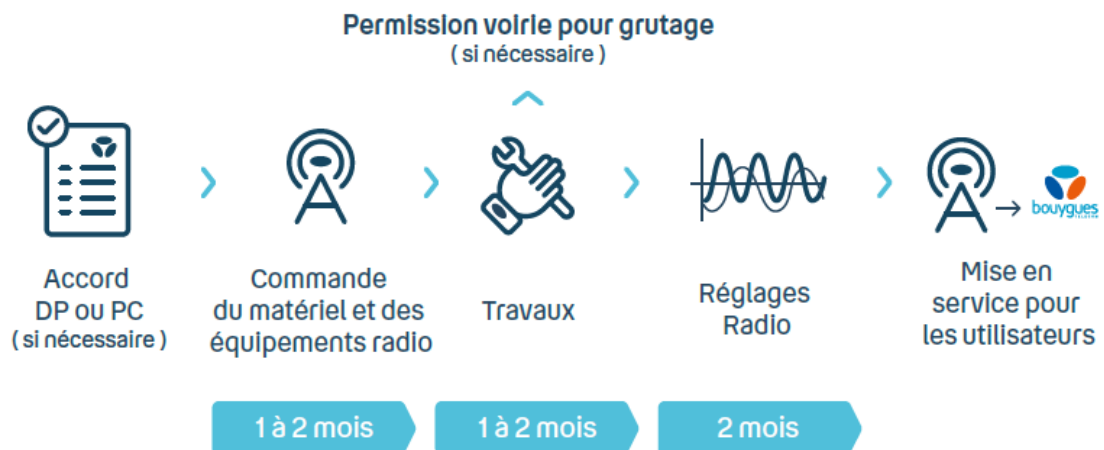 Permission voirie pour grutage
( si nécessaire )
Accord
DP ou PC
( si nécessaire )
Commande
du matériel et des
équipements radio
Travaux
Réglages
Radio
bouygues
TELECOM
Mise en
service pour
les utilisateurs
1 à 2 mois
1 à 2 mois
2 mois